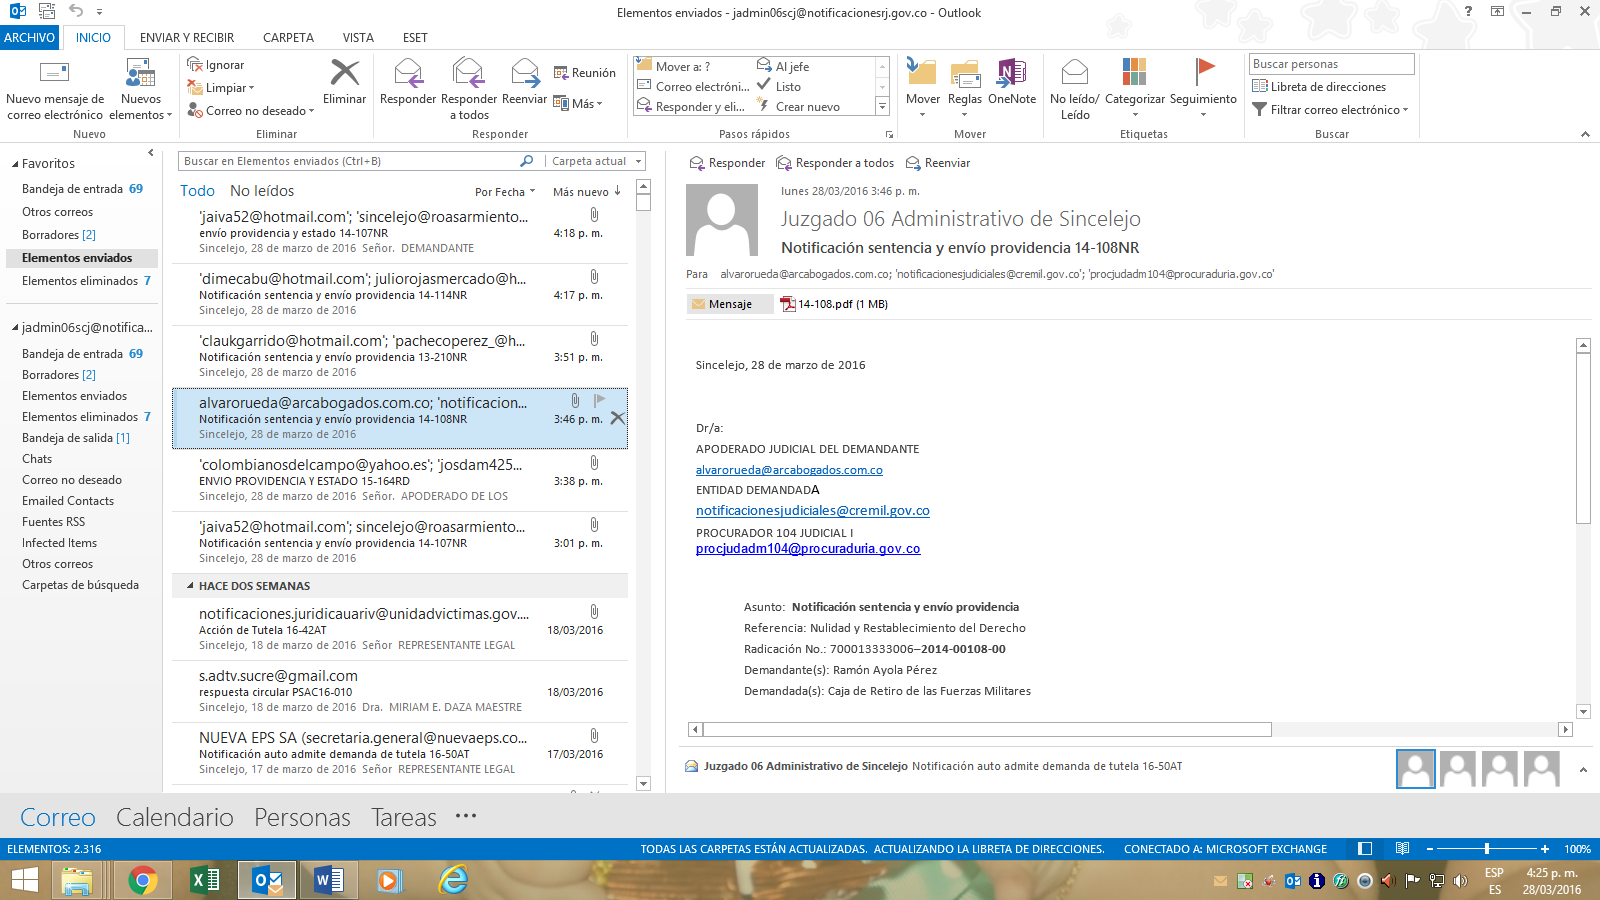 Elementos enviados - jadmin06scj@notificacionesrj.gov.co - Outlook
ARCHIVO INICIO ENVIAR Y RECIBIR CARPETA VISTA ESET
Nuevo mensaje de correo electrónico
Nuevos elementos
Nuevo
Ignorar
Limpiar
Correo no deseado
Eliminar
Eliminar
Responder
Responder a todos
Reenviar
Reunión
Más
Responder
Mover a: ?
Correo electróni...
Responder y eli...
Al jefe
Listo
Crear nuevo
Pasos rápidos
Mover
Reglas
OneNote
Mover
No leído/ Leído
Categorizar
Seguimiento
Etiquetas
Buscar personas
Libreta de direcciones
Filtrar correo electrónico
Buscar
Favoritos
Bandeja de entrada 69
Otros correos
Borradores [2]
Elementos enviados
Elementos eliminados 7
jadmin06scj@notifica...
Bandeja de entrada 69
Borradores [2]
Elementos enviados
Elementos eliminados 7
Bandeja de salida [1]
Chats
Correo no deseado
Emailed Contacts
Fuentes RSS
Infected Items
Otros correos
Carpetas de búsqueda
Buscar en Elementos enviados (Ctrl+B)
Carpeta actual
Todo No leídos
Por Fecha Más nuevo
'jaiva52@hotmail.com'; 'sincelejo@roasarmiento...
envío providencia y estado 14-107NR 4:18 p. m.
Sincelejo, 28 de marzo de 2016 Señor. DEMANDANTE
'dimecabu@hotmail.com'; juliorojasmercado@h...
Notificación sentencia y envío providencia 14-114NR 4:17 p. m.
Sincelejo, 28 de marzo de 2016
'claukgarrido@hotmail.com'; 'pachecoperez_@h...
Notificación sentencia y envío providencia 13-210NR 3:51 p. m.
Sincelejo, 28 de marzo de 2016
alvarorueda@arcabogados.com.co; 'notificacion...
Notificación sentencia y envío providencia 14-108NR 3:46 p. m.
Sincelejo, 28 de marzo de 2016
'colombianosdelcampo@yahoo.es'; 'josdam425...
ENVIO PROVIDENCIA Y ESTADO 15-164RD 3:38 p. m.
Sincelejo, 28 de marzo de 2016 Señor. APODERADO DE LOS
'jaiva52@hotmail.com'; sincelejo@roasarmiento...
Notificación sentencia y envío providencia 14-107NR 3:01 p. m.
Sincelejo, 28 de marzo de 2016
HACE DOS SEMANAS
notificaciones.juridicauariv@unidadvictimas.gov....
Acción de Tutela 16-42AT 18/03/2016
Sincelejo, 18 de marzo de 2016 Señor REPRESENTANTE LEGAL
s.adtv.sucre@gmail.com
respuesta circular PSAC16-010 18/03/2016
Sincelejo, 18 de marzo de 2016 Dra. MIRIAM E. DAZA MAESTRE
NUEVA EPS SA (secretaria.general@nuevaeps.co...
Notificación auto admite demanda de tutela 16-50AT 17/03/2016
Sincelejo, 17 de marzo de 2016 Señor REPRESENTANTE LEGAL
Responder Responder a todos Reenviar
lunes 28/03/2016 3:46 p. m.
Juzgado 06 Administrativo de Sincelejo
Notificación sentencia y envío providencia 14-108NR
Para alvarorueda@arcabogados.com.co; 'notificacionesjudiciales@cremil.gov.co'; 'procjudadm104@procuraduria.gov.co'
Mensaje 14-108.pdf (1 MB)
Sincelejo, 28 de marzo de 2016
Dr/a:
APODERADO JUDICIAL DEL DEMANDANTE
alvarorueda@arcabogados.com.co
ENTIDAD DEMANDADA
notificacionesjudiciales@cremil.gov.co
PROCURADOR 104 JUDICIAL I
procjudadm104@procuraduria.gov.co
Asunto: Notificación sentencia y envío providencia
Referencia: Nulidad y Restablecimiento del Derecho
Radicación No.: 700013333006–2014-00108-00
Demandante(s): Ramón Ayola Pérez
Demandada(s): Caja de Retiro de las Fuerzas Militares
Juzgado 06 Administrativo de Sincelejo Notificación auto admite demanda de tutela 16-50AT
Correo Calendario Personas Tareas ...
ELEMENTOS: 2.316 TODAS LAS CARPETAS ESTÁN ACTUALIZADAS. ACTUALIZANDO LA LIBRETA DE DIRECCIONES. CONECTADO A: MICROSOFT EXCHANGE 100%
ESP 4:25 p. m.
ES 28/03/2016